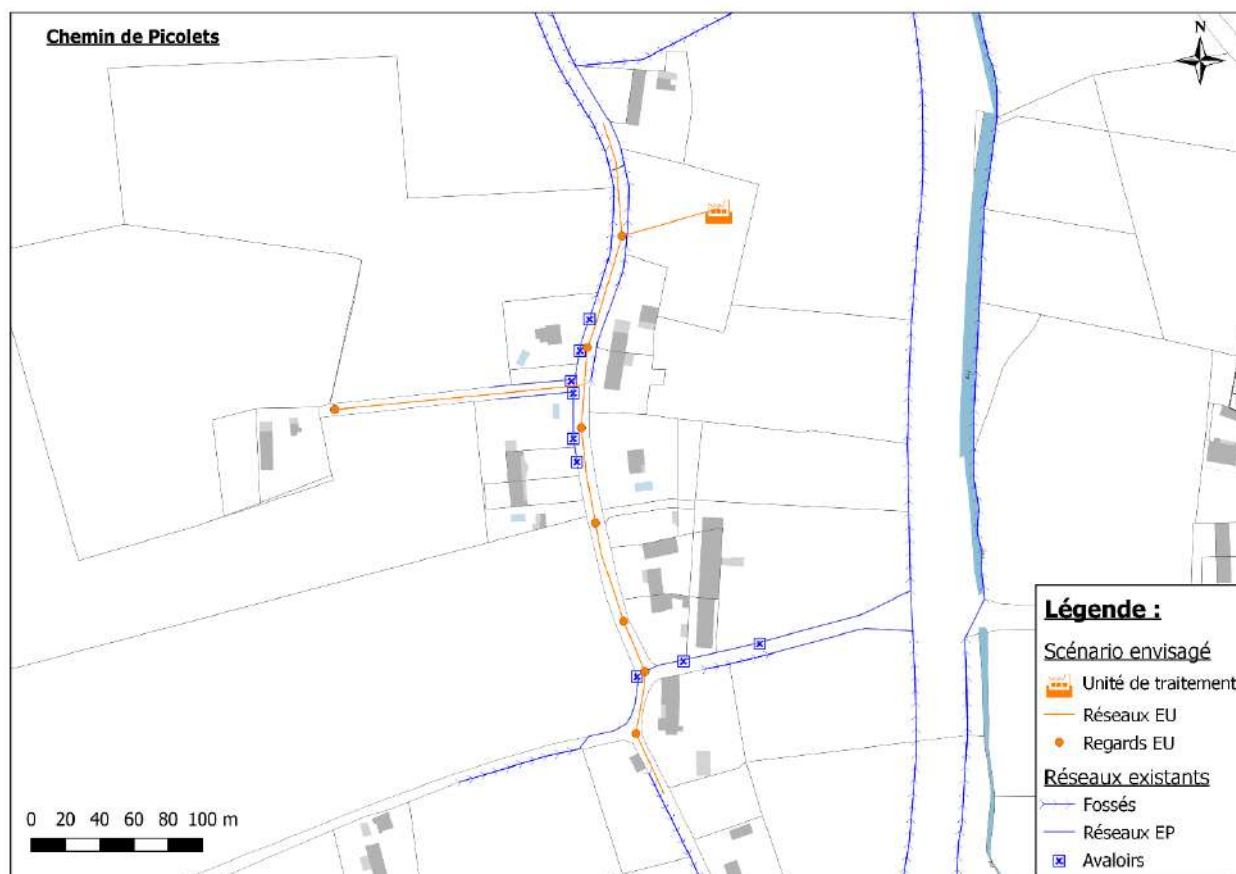 Chemin de Picolets
N
Légende :
Scénario envisagé
Unité de traitement
Réseaux EU
Regards EU
Réseaux existants
Fossés
Réseaux EP
Avaloirs
0 20 40 60 80 100 m